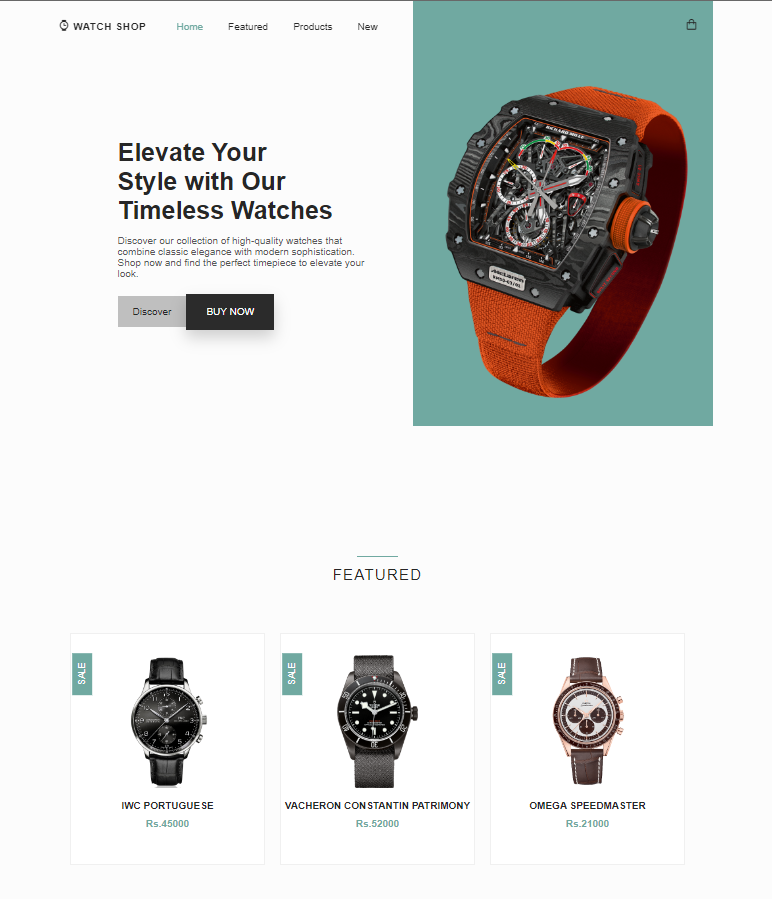 WATCH SHOP
Home
Featured
Products
New
RICHARD MILLE
Elevate Your
Style with Our
Timeless Watches
Discover our collection of high-quality watches that
combine classic elegance with modern sophistication.
Shop now and find the perfect timepiece to elevate your
look.
Discover
BUY NOW
FEATURED
SALE
SALE
SALE
IWC PORTUGUESE
VACHERON CONSTANTIN PATRIMONY
OMEGA SPEEDMASTER
Rs.45000
Rs.52000
Rs.21000